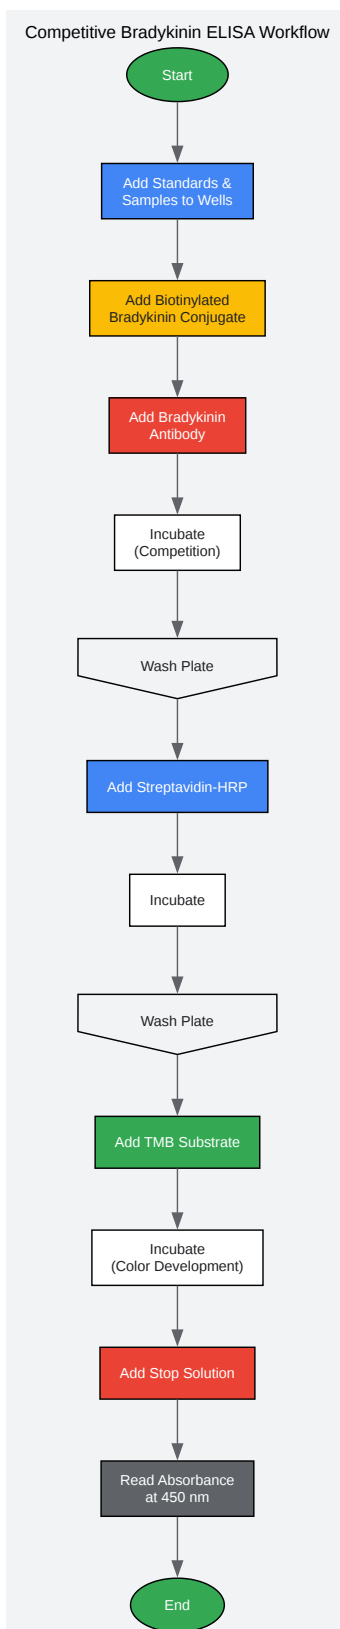 Competitive Bradykinin ELISA Workflow
Start
Add Standards &
Samples to Wells
Add Biotinylated
Bradykinin Conjugate
Add Bradykinin
Antibody
Incubate
(Competition)
Wash Plate
Add Streptavidin-HRP
Incubate
Wash Plate
Add TMB Substrate
Incubate
(Color Development)
Add Stop Solution
Read Absorbance
at 450 nm
End